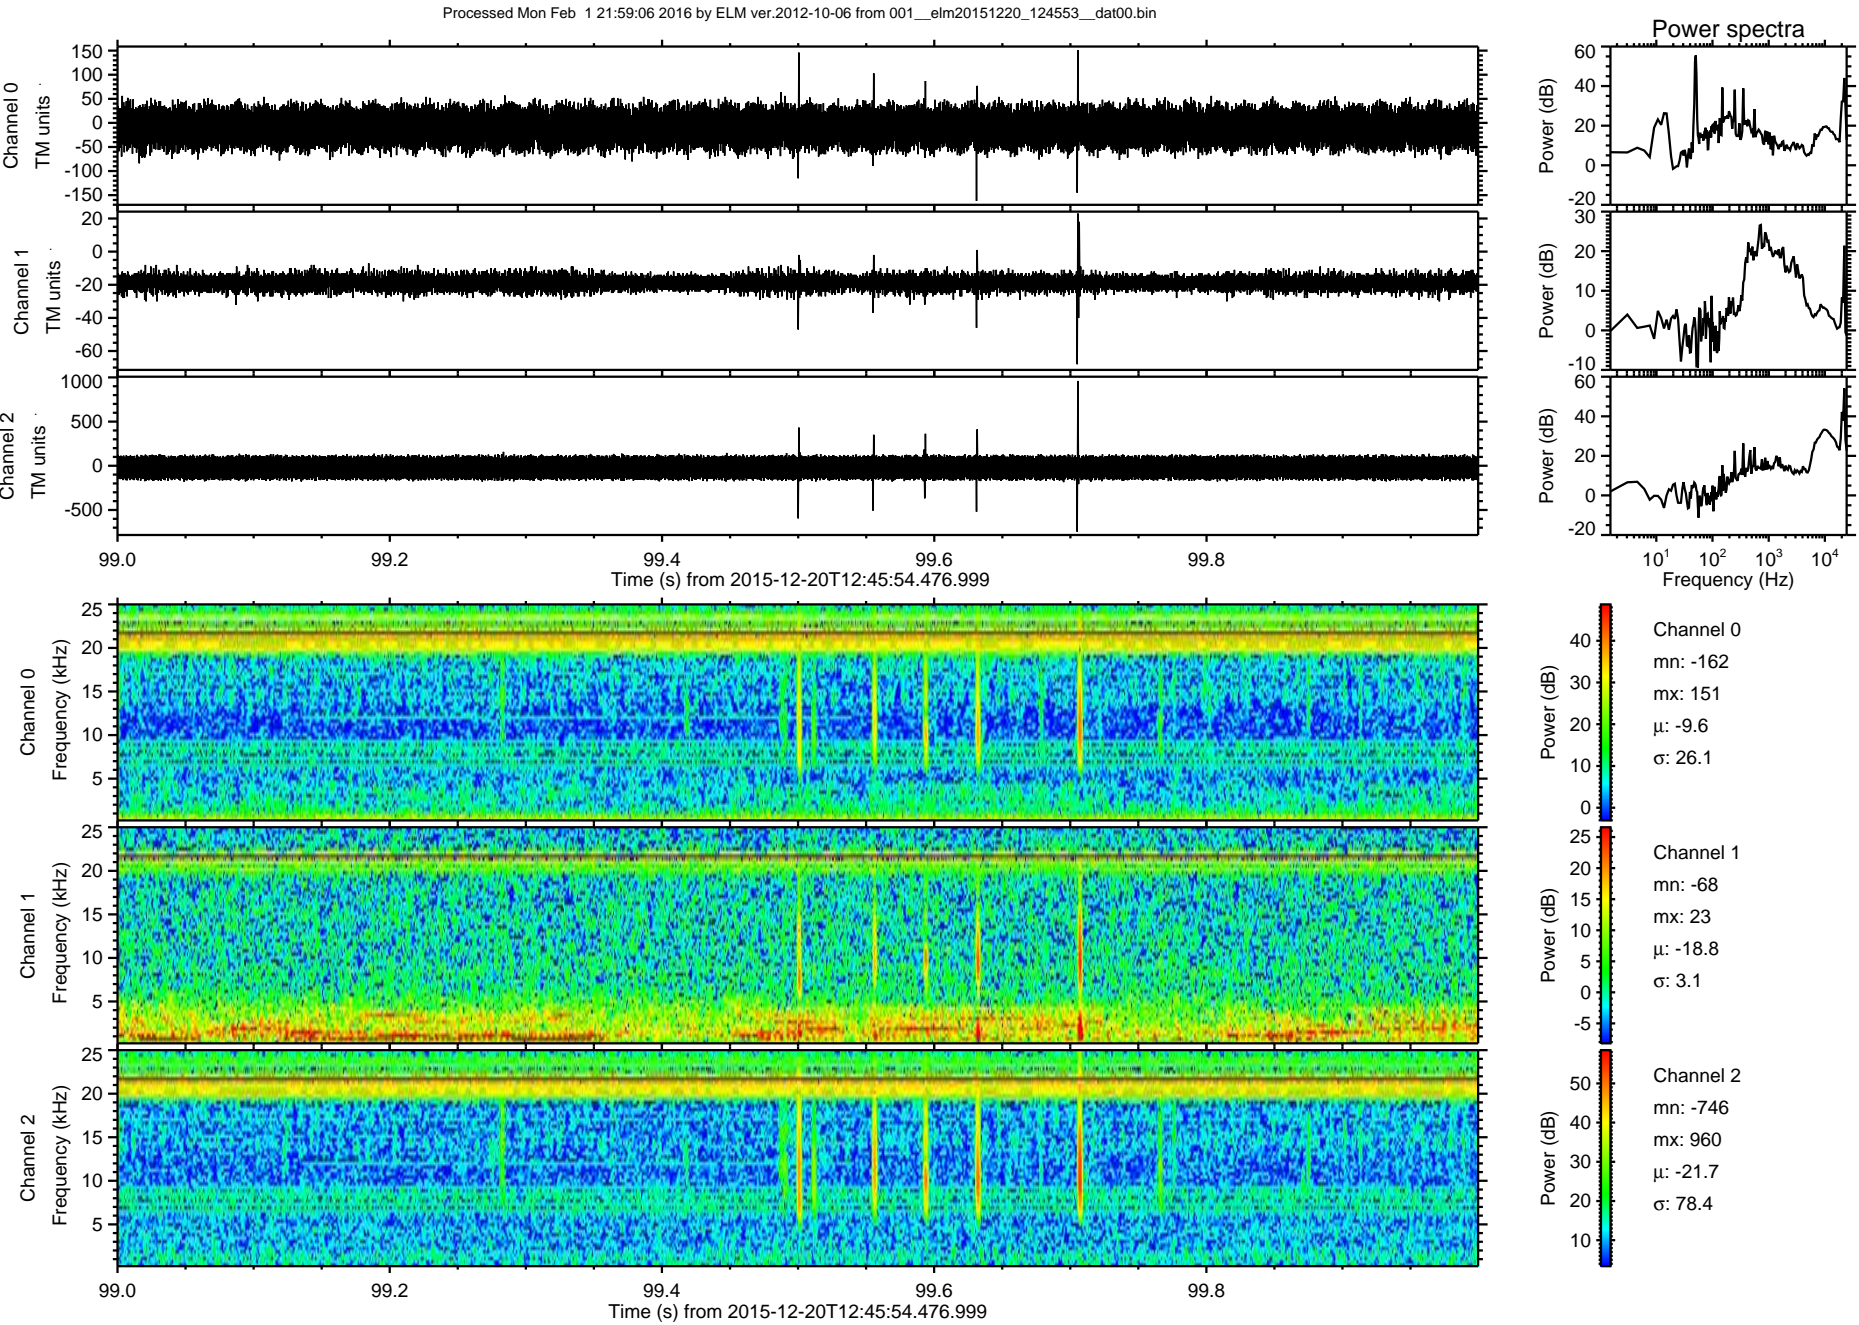 Processed Mon Feb 1 21:59:06 2016 by ELM ver.2012-10-06 from 001__elm20151220_124553__dat00.bin
Power spectra
Channel 0
TM units
150
100
50
0
-50
-100
-150
Power (dB)
60
40
20
0
-20
Channel 1
TM units
20
0
-20
-40
-60
Power (dB)
30
20
10
0
-10
Channel 2
TM units
1000
500
0
-500
Power (dB)
60
40
20
0
-20
99.0 99.2 99.4 99.6 99.8
Time (s) from 2015-12-20T12:45:54.476.999
10^1 10^2 10^3 10^4
Frequency (Hz)
Channel 0
Frequency (kHz)
25
20
15
10
5
Power (dB)
40
30
20
10
0
Channel 0
mn: -162
mx: 151
μ: -9.6
σ: 26.1
Channel 1
Frequency (kHz)
25
20
15
10
5
Power (dB)
25
20
15
10
5
0
-5
Channel 1
mn: -68
mx: 23
μ: -18.8
σ: 3.1
Channel 2
Frequency (kHz)
25
20
15
10
5
Power (dB)
50
40
30
20
10
Channel 2
mn: -746
mx: 960
μ: -21.7
σ: 78.4
99.0 99.2 99.4 99.6 99.8
Time (s) from 2015-12-20T12:45:54.476.999